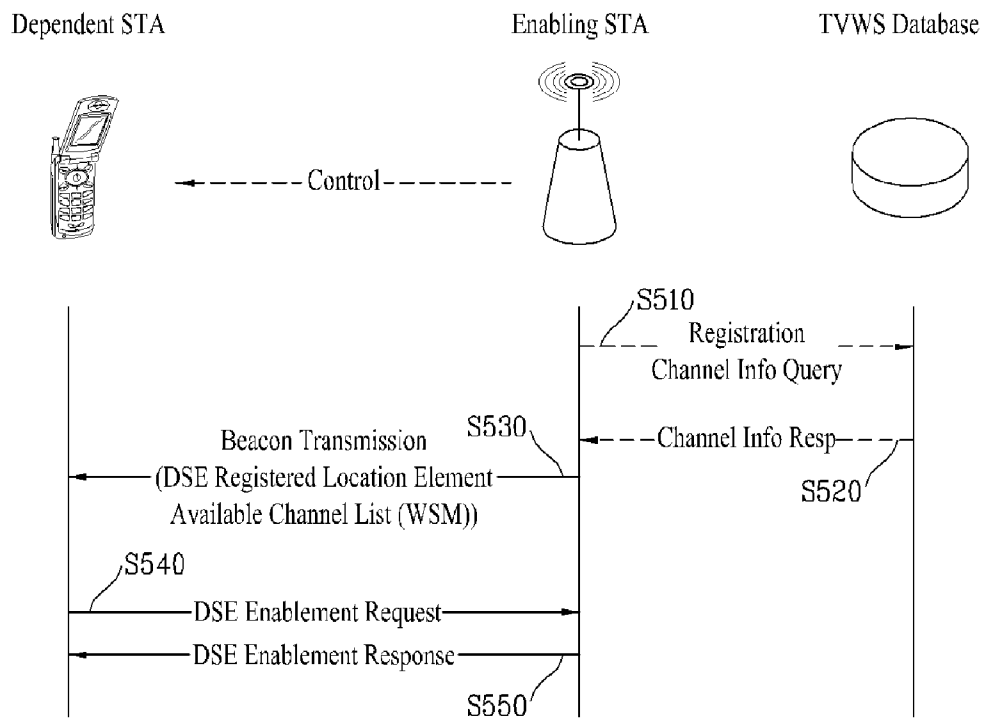 Dependent STA
Enabling STA
TVWS Database
Control
S510
Registration
Channel Info Query
Channel Info Resp
S520
S530
Beacon Transmission
(DSE Registered Location Element
Available Channel List (WSM))
S540
DSE Enablement Request
DSE Enablement Response
S550